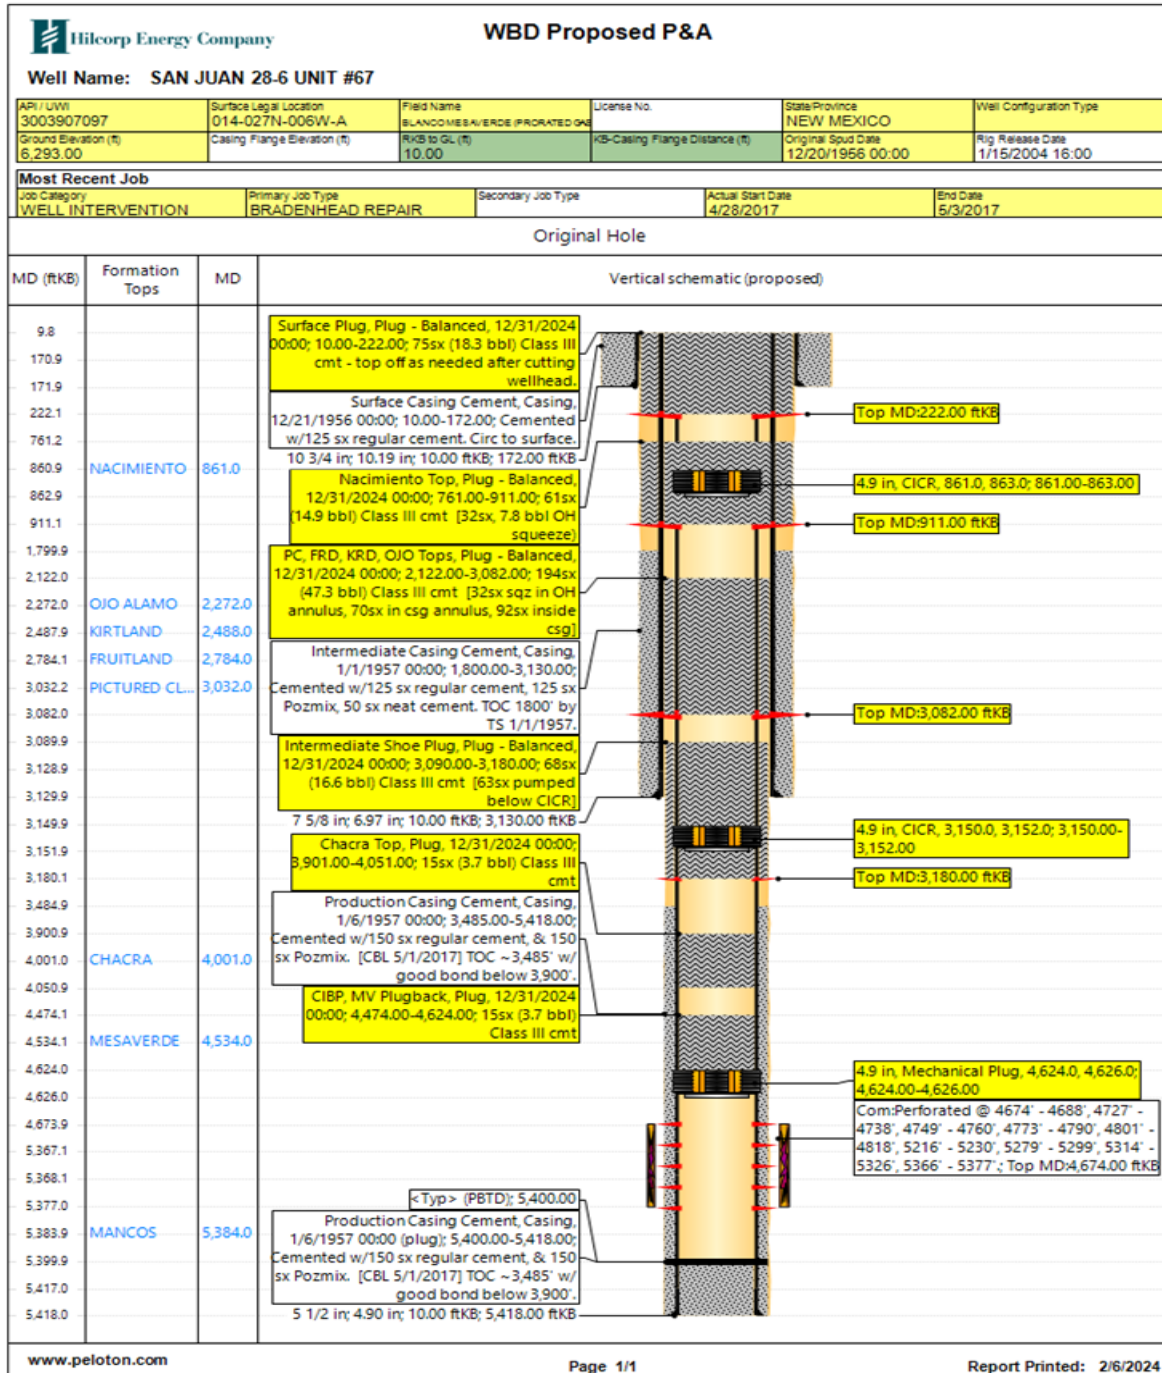 Hilcorp Energy Company
WBD Proposed P&A
Well Name: SAN JUAN 28-6 UNIT #67
API / UWI
3003907097
Surface Legal Location
014-027N-006W-A
Field Name
BLANCOMESAVERDE (PRORATED GAS
License No.
State/Province
NEW MEXICO
Well Configuration Type
Ground Elevation (ft)
6,293.00
Casing Flange Elevation (ft)
RKB to GL (ft)
10.00
KB-Casing Flange Distance (ft)
Original Spud Date
12/20/1956 00:00
Rig Release Date
1/15/2004 16:00
Most Recent Job
Job Category
WELL INTERVENTION
Primary Job Type
BRADENHEAD REPAIR
Secondary Job Type
Actual Start Date
4/28/2017
End Date
5/3/2017
Original Hole
MD (ftKB)
Formation
Tops
MD
Vertical schematic (proposed)
9.8
170.9
171.9
222.1
761.2
860.9 NACIMIENTO 861.0
862.9
911.1
1,799.9
2,122.0
2,272.0 OJO ALAMO 2,272.0
2,487.9 KIRTLAND 2,488.0
2,784.1 FRUITLAND 2,784.0
3,032.2 PICTURED CL... 3,032.0
3,082.0
3,089.9
3,128.9
3,129.9
3,149.9
3,151.9
3,180.1
3,484.9
3,900.9
4,001.0 CHACRA 4,001.0
4,050.9
4,474.1
4,534.1 MESAVERDE 4,534.0
4,624.0
4,626.0
4,673.9
5,367.1
5,368.1
5,377.0
5,383.9 MANCOS 5,384.0
5,399.9
5,417.0
5,418.0
Surface Plug, Plug - Balanced, 12/31/2024
00:00; 10.00-222.00; 75sx (18.3 bbl) Class III
cmt - top off as needed after cutting
wellhead.
Surface Casing Cement, Casing,
12/21/1956 00:00; 10.00-172.00; Cemented
w/125 sx regular cement. Circ to surface.
10 3/4 in; 10.19 in; 10.00 ftKB; 172.00 ftKB
Nacimiento Top, Plug - Balanced,
12/31/2024 00:00; 761.00-911.00; 61sx
(14.9 bbl) Class III cmt [32sx, 7.8 bbl OH
squeeze)
PC, FRD, KRD, OJO Tops, Plug - Balanced,
12/31/2024 00:00; 2,122.00-3,082.00; 194sx
(47.3 bbl) Class III cmt [32sx sqz in OH
annulus, 70sx in csg annulus, 92sx inside
csg]
Intermediate Casing Cement, Casing,
1/1/1957 00:00; 1,800.00-3,130.00;
Cemented w/125 sx regular cement, 125 sx
Pozmix, 50 sx neat cement. TOC 1800' by
TS 1/1/1957.
Intermediate Shoe Plug, Plug - Balanced,
12/31/2024 00:00; 3,090.00-3,180.00; 68sx
(16.6 bbl) Class III cmt [63sx pumped
below CICR]
7 5/8 in; 6.97 in; 10.00 ftKB; 3,130.00 ftKB
Chacra Top, Plug, 12/31/2024 00:00;
3,901.00-4,051.00; 15sx (3.7 bbl) Class III
cmt
Production Casing Cement, Casing,
1/6/1957 00:00; 3,485.00-5,418.00;
Cemented w/150 sx regular cement, & 150
sx Pozmix. [CBL 5/1/2017] TOC ~3,485' w/
good bond below 3,900'.
CIBP, MV Plugback, Plug, 12/31/2024
00:00; 4,474.00-4,624.00; 15sx (3.7 bbl)
Class III cmt
<Typ> (PBTD); 5,400.00
Production Casing Cement, Casing,
1/6/1957 00:00 (plug); 5,400.00-5,418.00;
Cemented w/150 sx regular cement, & 150
sx Pozmix. [CBL 5/1/2017] TOC ~3,485' w/
good bond below 3,900'.
5 1/2 in; 4.90 in; 10.00 ftKB; 5,418.00 ftKB
Top MD:222.00 ftKB
4.9 in, CICR, 861.0, 863.0; 861.00-863.00
Top MD:911.00 ftKB
Top MD:3,082.00 ftKB
4.9 in, CICR, 3,150.0, 3,152.0; 3,150.00-
3,152.00
Top MD:3,180.00 ftKB
4.9 in, Mechanical Plug, 4,624.0, 4,626.0;
4,624.00-4,626.00
Com:Perforated @ 4674' - 4688', 4727' -
4738', 4749' - 4760', 4773' - 4790', 4801' -
4818', 5216' - 5230', 5279' - 5299', 5314' -
5326', 5366' - 5377'.; Top MD:4,674.00 ftKB
www.peloton.com
Page 1/1
Report Printed: 2/6/2024